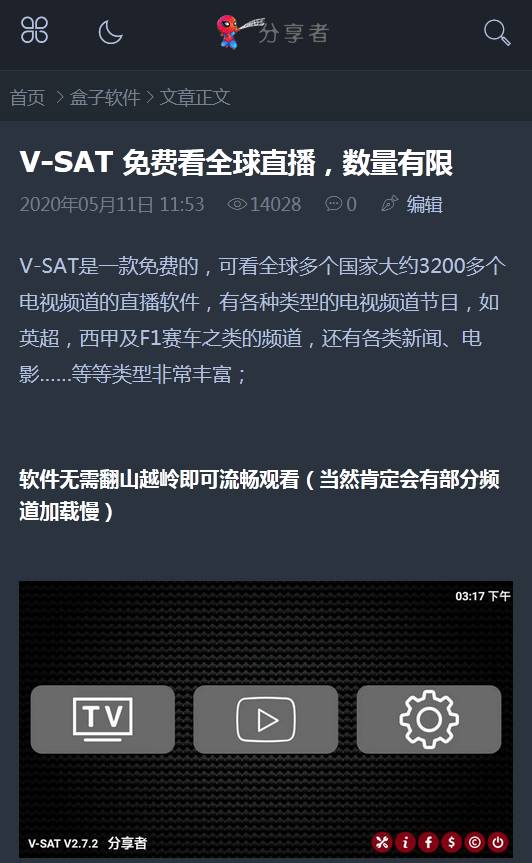 分享者
首页 > 盒子软件 > 文章正文
V-SAT 免费看全球直播，数量有限
2020年05月11日 11:53 14028 0 编辑
V-SAT是一款免费的，可看全球多个国家大约3200多个
电视频道的直播软件，有各种类型的电视频道节目，如
英超，西甲及F1赛车之类的频道，还有各类新闻、电
影……等等类型非常丰富；
软件无需翻山越岭即可流畅观看（当然肯定会有部分频
道加载慢）
03:17 下午
TV
V-SAT V2.7.2 分享者